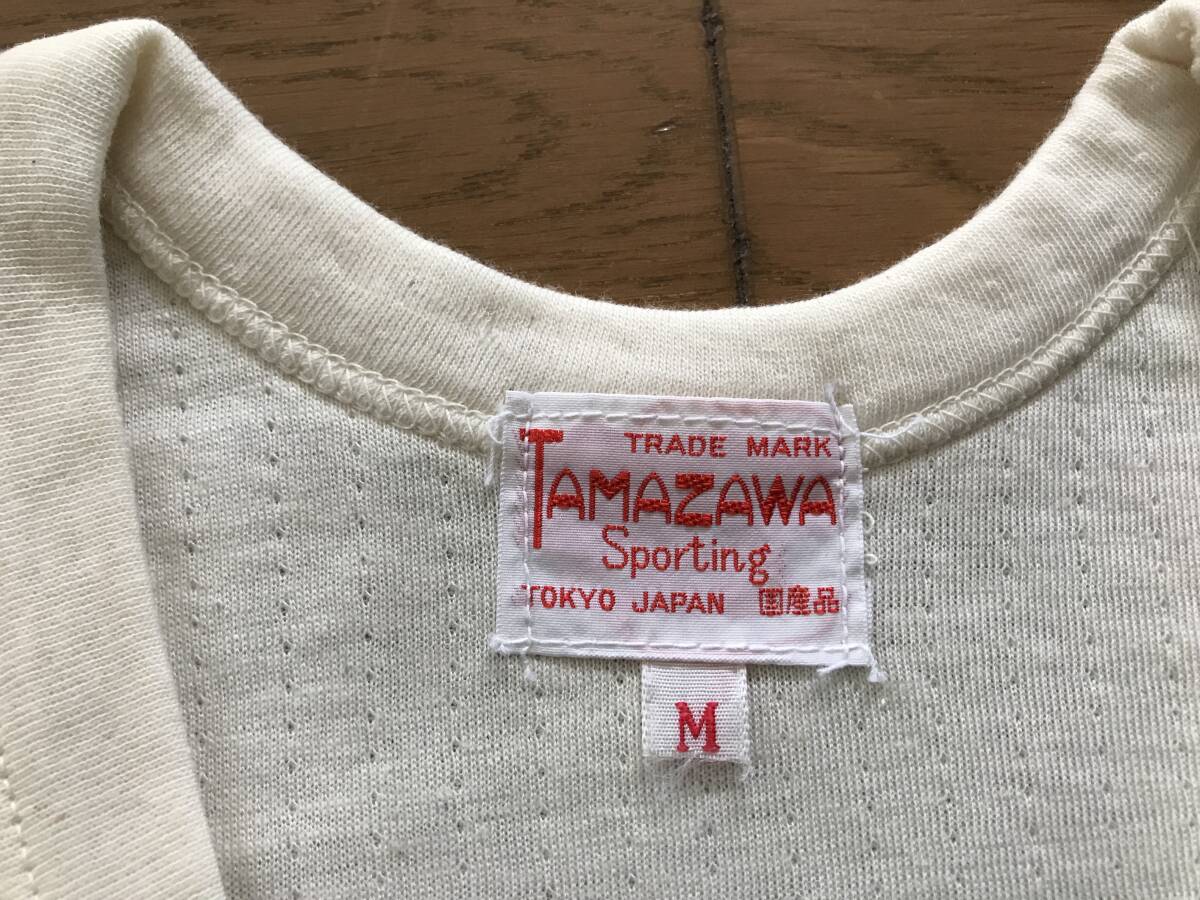 TRADE MARK
TAMAZAWA
Sporting
TOKYO JAPAN 国産品
M